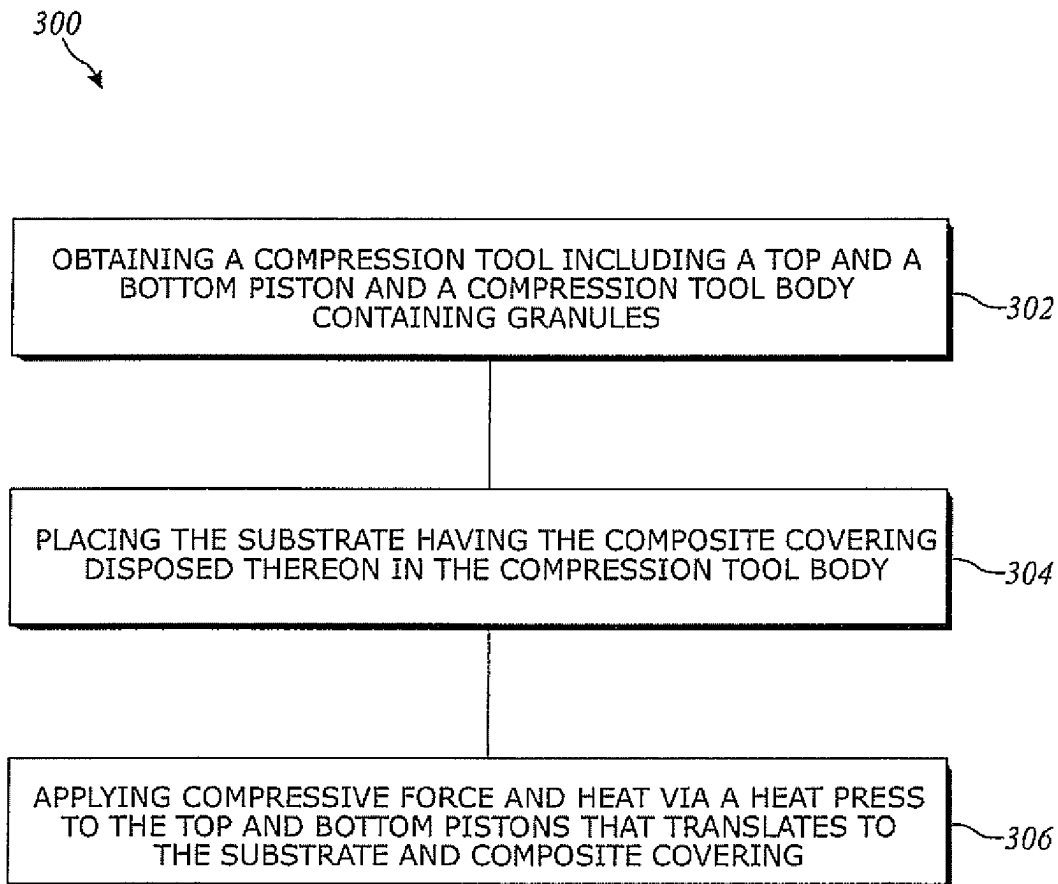 300
OBTAINING A COMPRESSION TOOL INCLUDING A TOP AND A
BOTTOM PISTON AND A COMPRESSION TOOL BODY
CONTAINING GRANULES
302
PLACING THE SUBSTRATE HAVING THE COMPOSITE COVERING
DISPOSED THEREON IN THE COMPRESSION TOOL BODY
304
APPLYING COMPRESSIVE FORCE AND HEAT VIA A HEAT PRESS
TO THE TOP AND BOTTOM PISTONS THAT TRANSLATES TO
THE SUBSTRATE AND COMPOSITE COVERING
306